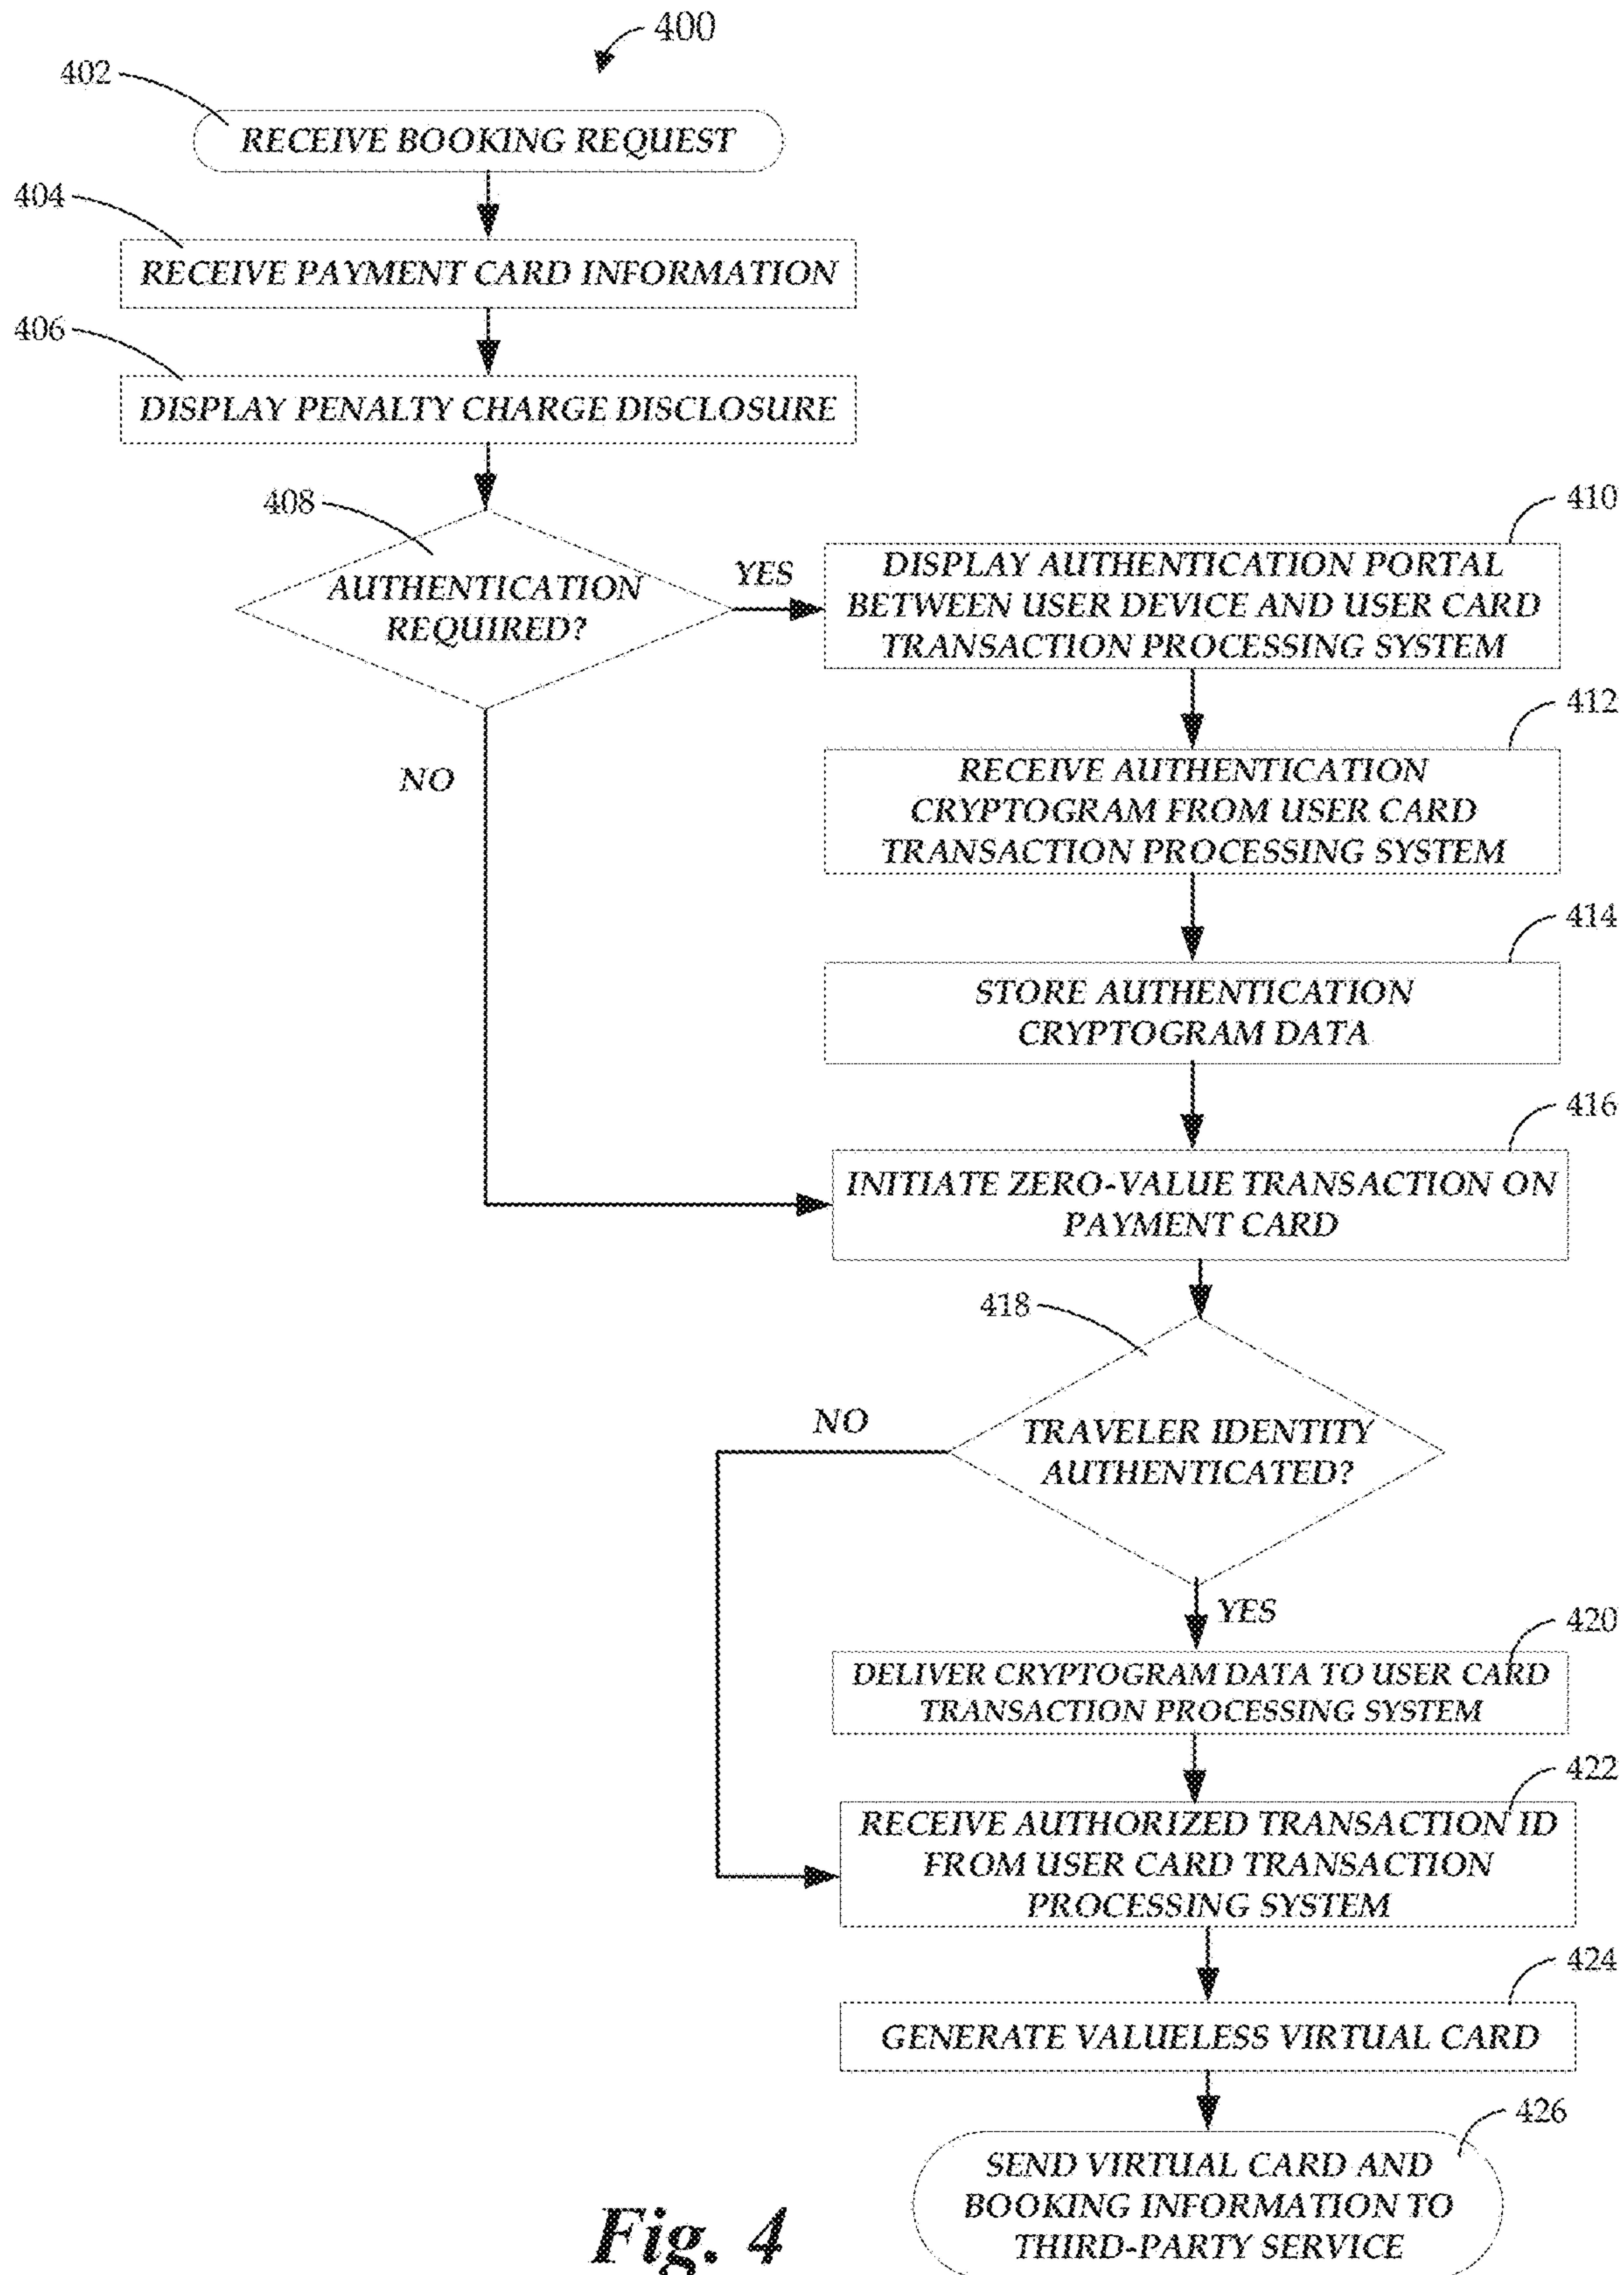 400
402
RECEIVE BOOKING REQUEST
404
RECEIVE PAYMENT CARD INFORMATION
406
DISPLAY PENALTY CHARGE DISCLOSURE
408
AUTHENTICATION
REQUIRED?
YES
NO
410
DISPLAY AUTHENTICATION PORTAL
BETWEEN USER DEVICE AND USER CARD
TRANSACTION PROCESSING SYSTEM
412
RECEIVE AUTHENTICATION
CRYPTOGRAM FROM USER CARD
TRANSACTION PROCESSING SYSTEM
414
STORE AUTHENTICATION
CRYPTOGRAM DATA
416
INITIATE ZERO-VALUE TRANSACTION ON
PAYMENT CARD
418
TRAVELER IDENTITY
AUTHENTICATED?
NO
YES
420
DELIVER CRYPTOGRAM DATA TO USER CARD
TRANSACTION PROCESSING SYSTEM
422
RECEIVE AUTHORIZED TRANSACTION ID
FROM USER CARD TRANSACTION
PROCESSING SYSTEM
424
GENERATE VALUELESS VIRTUAL CARD
426
SEND VIRTUAL CARD AND
BOOKING INFORMATION TO
THIRD-PARTY SERVICE
Fig. 4